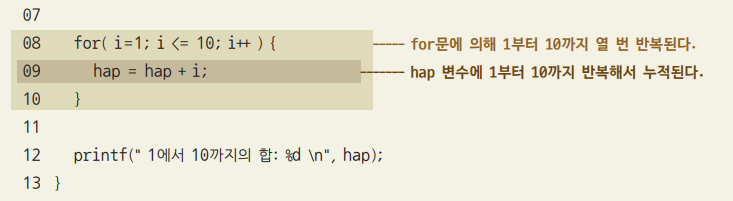 07
08 for( i=1; i <= 10; i++ ) { ----- for문에 의해 1부터 10까지 열 번 반복된다.
09 hap = hap + i; ------- hap 변수에 1부터 10까지 반복해서 누적된다.
10 }
11
12 printf(" 1에서 10까지의 합: %d \n", hap);
13 }